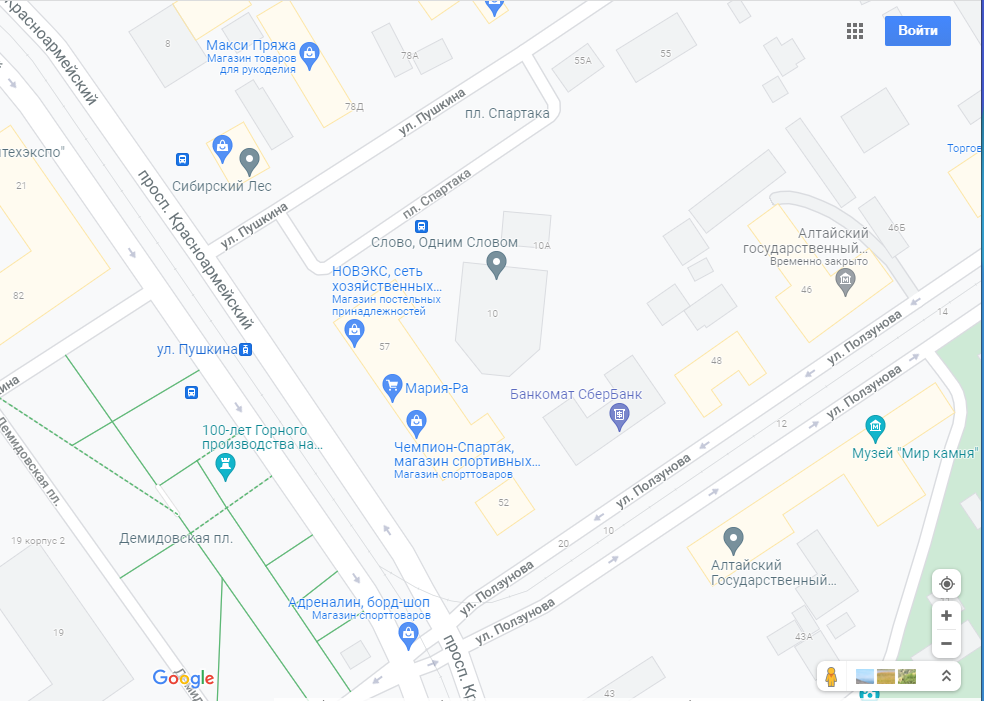 просп. Красноармейский
8
Макси Пряжа
Магазин товаров
для рукоделия
78А
78Д
55А
55
Войти
ул. Пушкина
пл. Спартака
Торгов
техэкспо"
21
Сибирский Лес
пл. Спартака
ул. Пушкина
просп. Красноармейский
Слово, Одним Словом
10А
Алтайский
государственный...
Временно закрыто
46Б
46
НОВЭКС, сеть
хозяйственных...
Магазин постельных
принадлежностей
82
10
14
57
ул. Пушкина
ул. Ползунова
48
Мария-Ра
Банкомат СберБанк
ул. Ползунова
ина
12
100-лет Горного
производства на...
Чемпион-Спартак,
магазин спортивных...
Магазин спорттоваров
Музей "Мир камня"
Демидовская пл.
ул. Ползунова
52
10
20
19 корпус 2
Демидовская пл.
Алтайский
Государственный...
ул. Ползунова
Адреналин, борд-шоп
Магазин спорттоваров
ул. Ползунова
19
43А
просп. Кр
Google
Деми
43